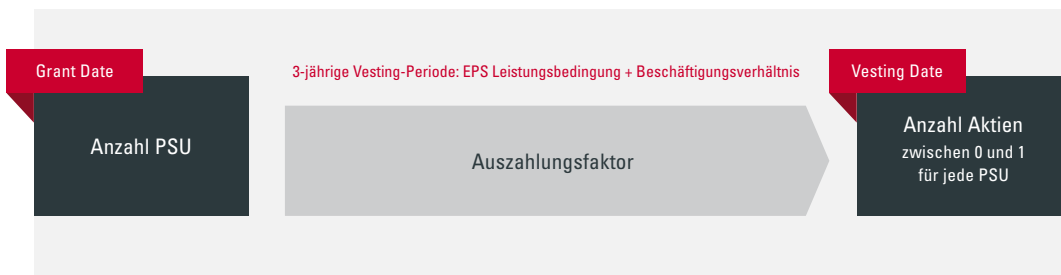 Grant Date
Anzahl PSU
3-jährige Vesting-Periode: EPS Leistungsbedingung + Beschäftigungsverhältnis
Auszahlungsfaktor
Vesting Date
Anzahl Aktien
zwischen 0 und 1
für jede PSU